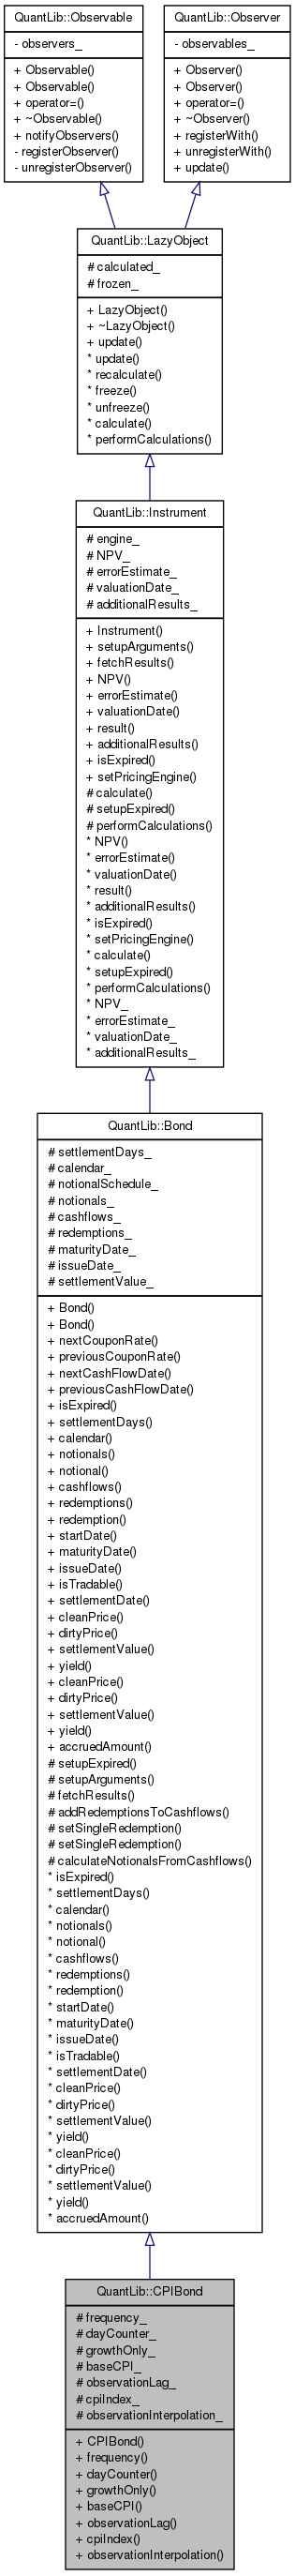 QuantLib::Observable
- observers_
+ Observable()
+ Observable()
+ operator=()
+ ~Observable()
+ notifyObservers()
- registerObserver()
- unregisterObserver()
QuantLib::Observer
- observables_
+ Observer()
+ Observer()
+ operator=()
+ ~Observer()
+ registerWith()
+ unregisterWith()
+ update()
QuantLib::LazyObject
# calculated_
# frozen_
+ LazyObject()
+ ~LazyObject()
+ update()
* update()
* recalculate()
* freeze()
* unfreeze()
* calculate()
* performCalculations()
QuantLib::Instrument
# engine_
# NPV_
# errorEstimate_
# valuationDate_
# additionalResults_
+ Instrument()
+ setupArguments()
+ fetchResults()
+ NPV()
+ errorEstimate()
+ valuationDate()
+ result()
+ additionalResults()
+ isExpired()
+ setPricingEngine()
# calculate()
# setupExpired()
# performCalculations()
* NPV()
* errorEstimate()
* valuationDate()
* result()
* additionalResults()
* isExpired()
* setPricingEngine()
* calculate()
* setupExpired()
* performCalculations()
* NPV_
* errorEstimate_
* valuationDate_
* additionalResults_
QuantLib::Bond
# settlementDays_
# calendar_
# notionalSchedule_
# notionals_
# cashflows_
# redemptions_
# maturityDate_
# issueDate_
# settlementValue_
+ Bond()
+ Bond()
+ nextCouponRate()
+ previousCouponRate()
+ nextCashFlowDate()
+ previousCashFlowDate()
+ isExpired()
+ settlementDays()
+ calendar()
+ notionals()
+ notional()
+ cashflows()
+ redemptions()
+ redemption()
+ startDate()
+ maturityDate()
+ issueDate()
+ isTradable()
+ settlementDate()
+ cleanPrice()
+ dirtyPrice()
+ settlementValue()
+ yield()
+ cleanPrice()
+ dirtyPrice()
+ settlementValue()
+ yield()
+ accruedAmount()
# setupExpired()
# setupArguments()
# fetchResults()
# addRedemptionsToCashflows()
# setSingleRedemption()
# setSingleRedemption()
# calculateNotionalsFromCashflows()
* isExpired()
* settlementDays()
* calendar()
* notionals()
* notional()
* cashflows()
* redemptions()
* redemption()
* startDate()
* maturityDate()
* issueDate()
* isTradable()
* settlementDate()
* cleanPrice()
* dirtyPrice()
* settlementValue()
* yield()
* cleanPrice()
* dirtyPrice()
* settlementValue()
* yield()
* accruedAmount()
QuantLib::CPIBond
# frequency_
# dayCounter_
# growthOnly_
# baseCPI_
# observationLag_
# cpiIndex_
# observationInterpolation_
+ CPIBond()
+ frequency()
+ dayCounter()
+ growthOnly()
+ baseCPI()
+ observationLag()
+ cpiIndex()
+ observationInterpolation()